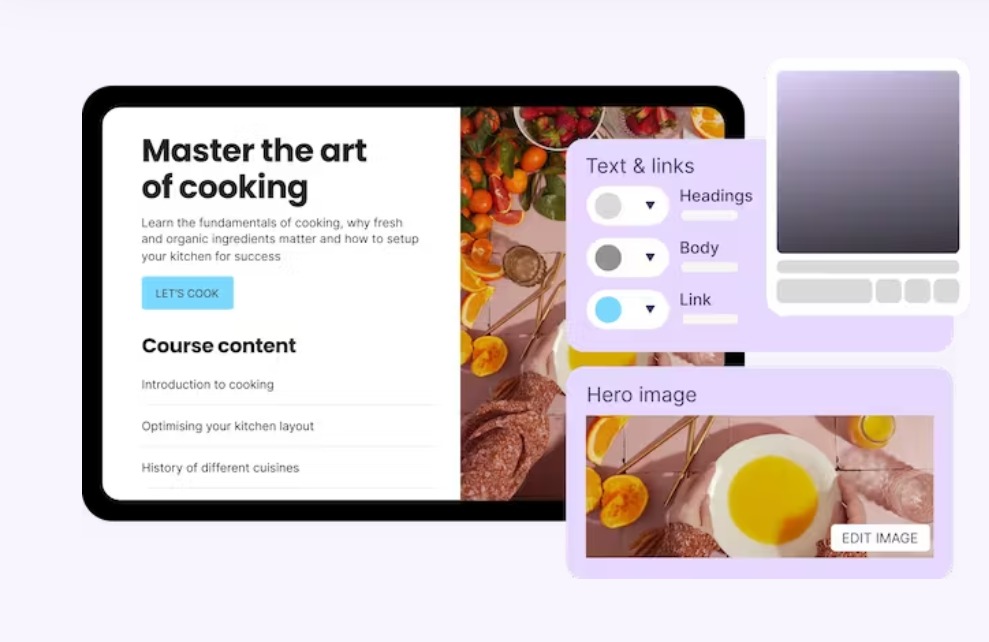 Master the art
of cooking
Learn the fundamentals of cooking, why fresh
and organic ingredients matter and how to setup
your kitchen for success
LET'S COOK
Course content
Introduction to cooking
Optimising your kitchen layout
History of different cuisines
Text & links
Headings
Body
Link
Hero image
EDIT IMAGE